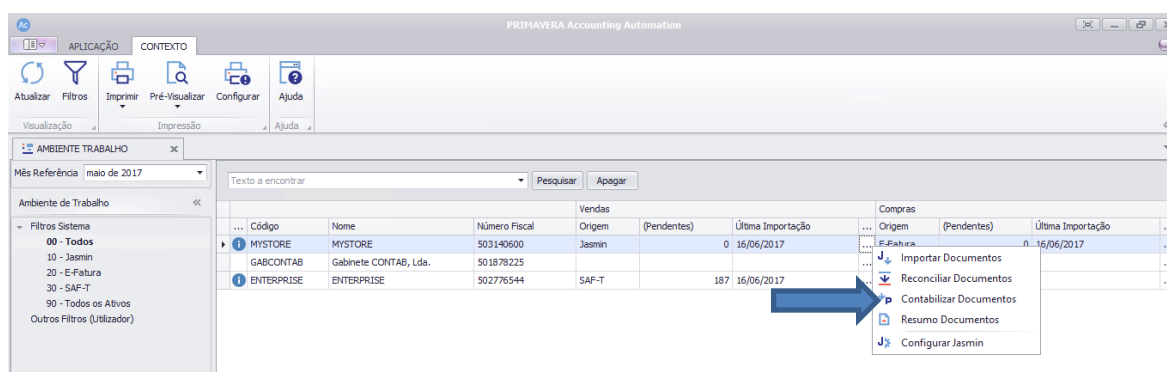 Ac PRIMAVERA Accounting Automation
APLICAÇÃO CONTEXTO
Atualizar Filtros Imprimir Pré-Visualizar Configurar Ajuda
Visualização Impressão Ajuda
AMBIENTE TRABALHO
Mês Referência maio de 2017
Texto a encontrar Pesquisar Apagar
Ambiente de Trabalho
Vendas Compras
... Código Nome Número Fiscal Origem (Pendentes) Última Importação ... Origem (Pendentes) Última Importação
Filtros Sistema
00 - Todos
10 - Jasmin
20 - E-Fatura
30 - SAF-T
90 - Todos os Ativos
Outros Filtros (Utilizador)
MYSTORE MYSTORE 503140600 Jasmin 0 16/06/2017 ... E-Fatura 0 16/06/2017
GABCONTAB Gabinete CONTAB, Lda. 501878225 ...
ENTERPRISE ENTERPRISE 502776544 SAF-T 187 16/06/2017 ...
Importar Documentos
Reconciliar Documentos
Contabilizar Documentos
Resumo Documentos
Configurar Jasmin